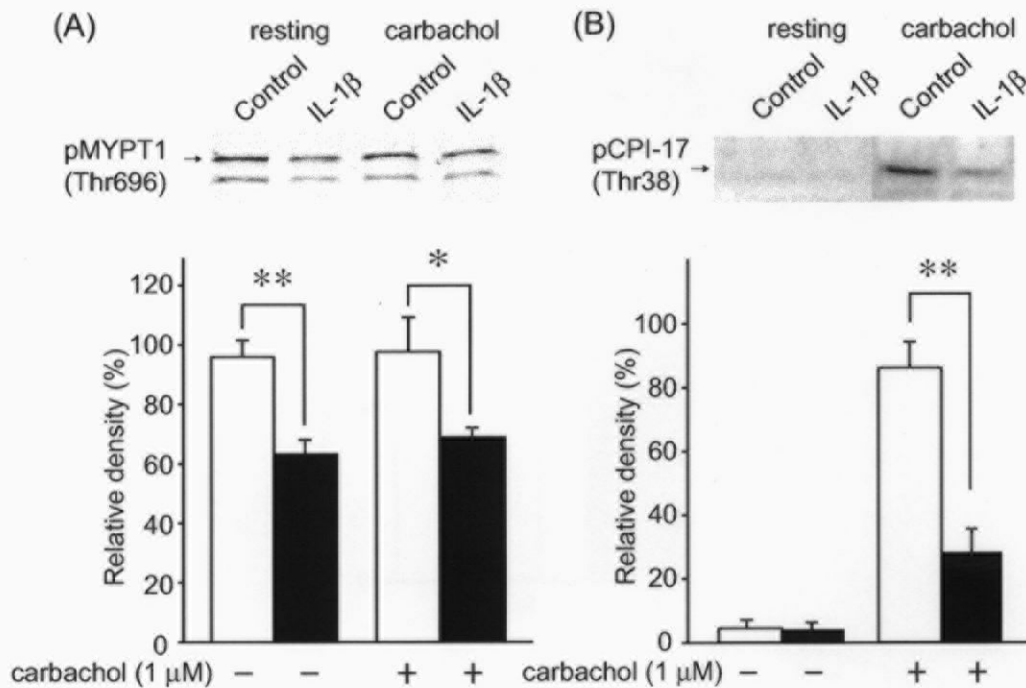 (A)
resting carbachol
Control IL-1β Control IL-1β
pMYPT1
(Thr696)
** *
Relative density (%)
120
100
80
60
40
20
0
carbachol (1 μM) − − + +
(B)
resting carbachol
Control IL-1β Control IL-1β
pCPI-17
(Thr38)
**
Relative density (%)
100
80
60
40
20
0
carbachol (1 μM) − − + +